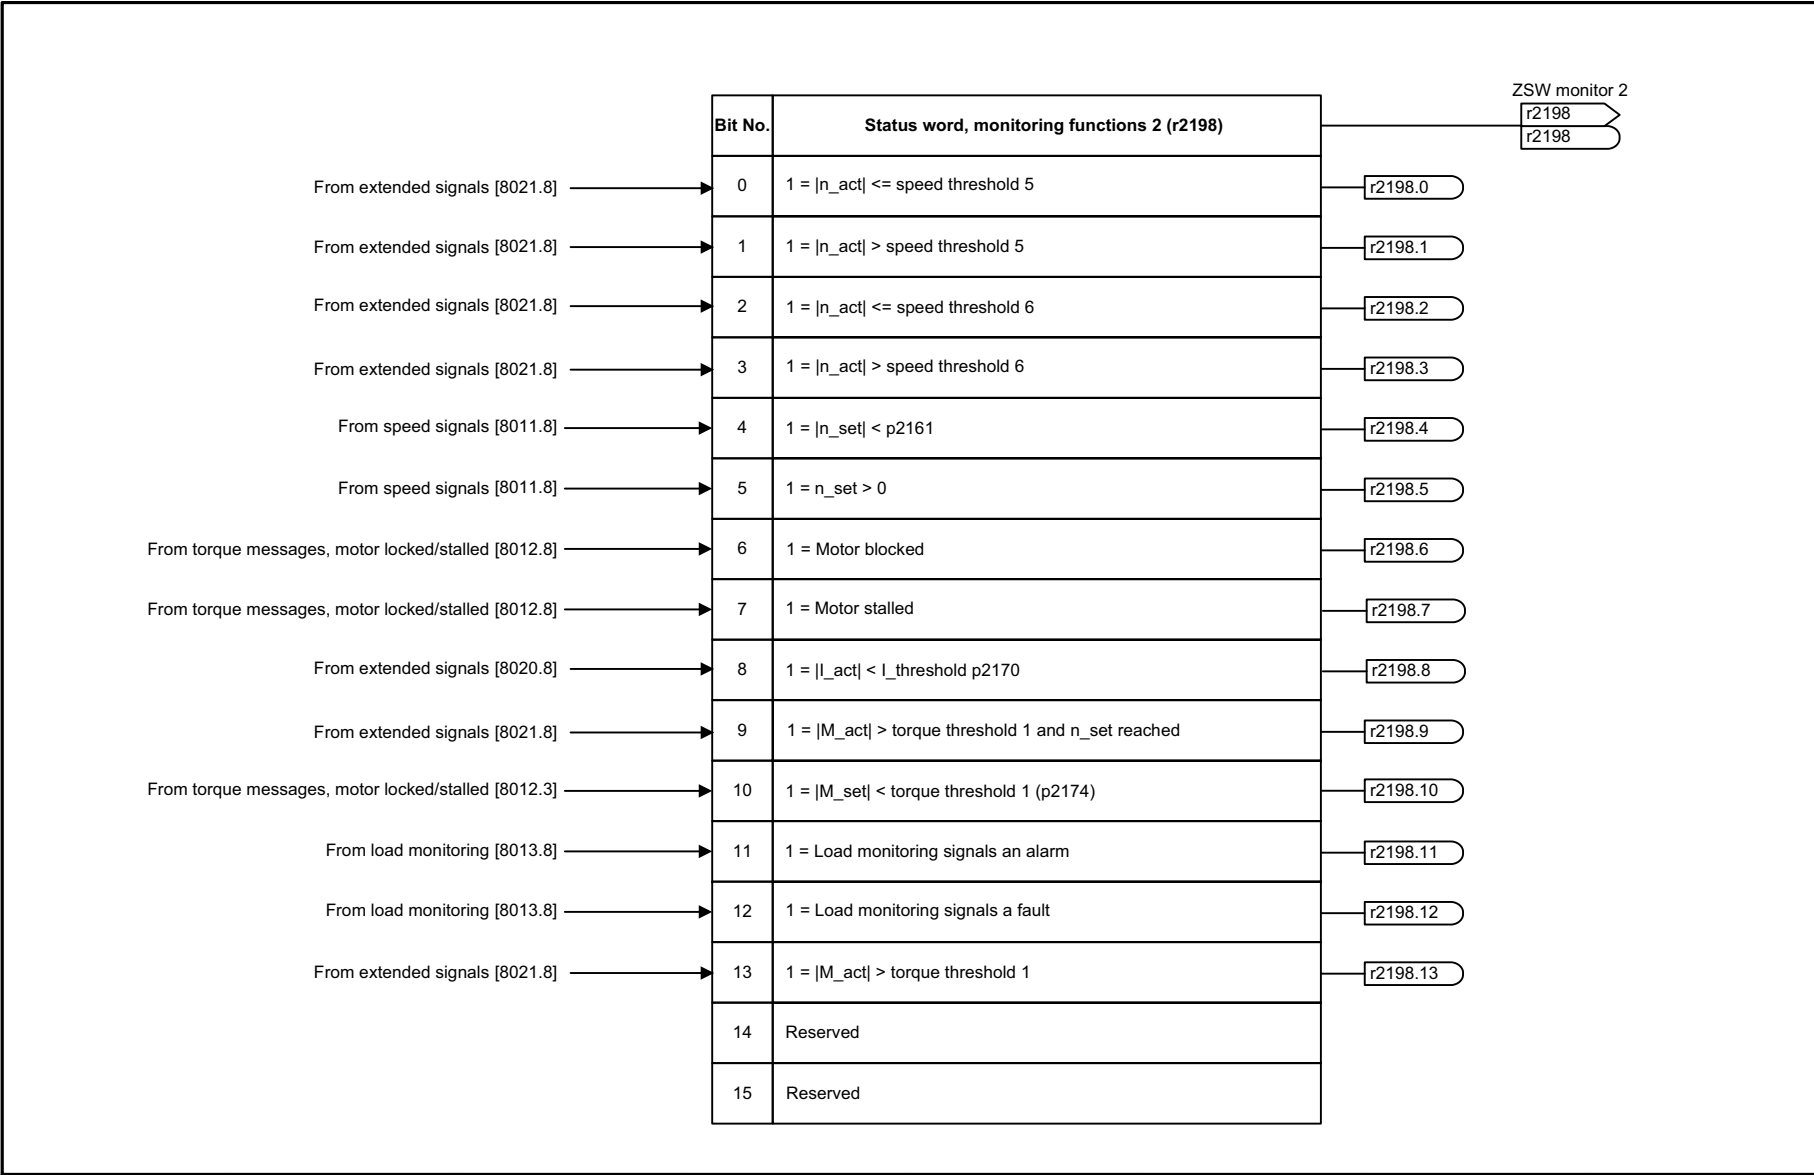 ZSW monitor 2
Bit No. Status word, monitoring functions 2 (r2198) r2198
r2198
From extended signals [8021.8] 0 1 = |n_act| <= speed threshold 5 r2198.0
From extended signals [8021.8] 1 1 = |n_act| > speed threshold 5 r2198.1
From extended signals [8021.8] 2 1 = |n_act| <= speed threshold 6 r2198.2
From extended signals [8021.8] 3 1 = |n_act| > speed threshold 6 r2198.3
From speed signals [8011.8] 4 1 = |n_set| < p2161 r2198.4
From speed signals [8011.8] 5 1 = n_set > 0 r2198.5
From torque messages, motor locked/stalled [8012.8] 6 1 = Motor blocked r2198.6
From torque messages, motor locked/stalled [8012.8] 7 1 = Motor stalled r2198.7
From extended signals [8020.8] 8 1 = |I_act| < I_threshold p2170 r2198.8
From extended signals [8021.8] 9 1 = |M_act| > torque threshold 1 and n_set reached r2198.9
From torque messages, motor locked/stalled [8012.3] 10 1 = |M_set| < torque threshold 1 (p2174) r2198.10
From load monitoring [8013.8] 11 1 = Load monitoring signals an alarm r2198.11
From load monitoring [8013.8] 12 1 = Load monitoring signals a fault r2198.12
From extended signals [8021.8] 13 1 = |M_act| > torque threshold 1 r2198.13
14 Reserved
15 Reserved